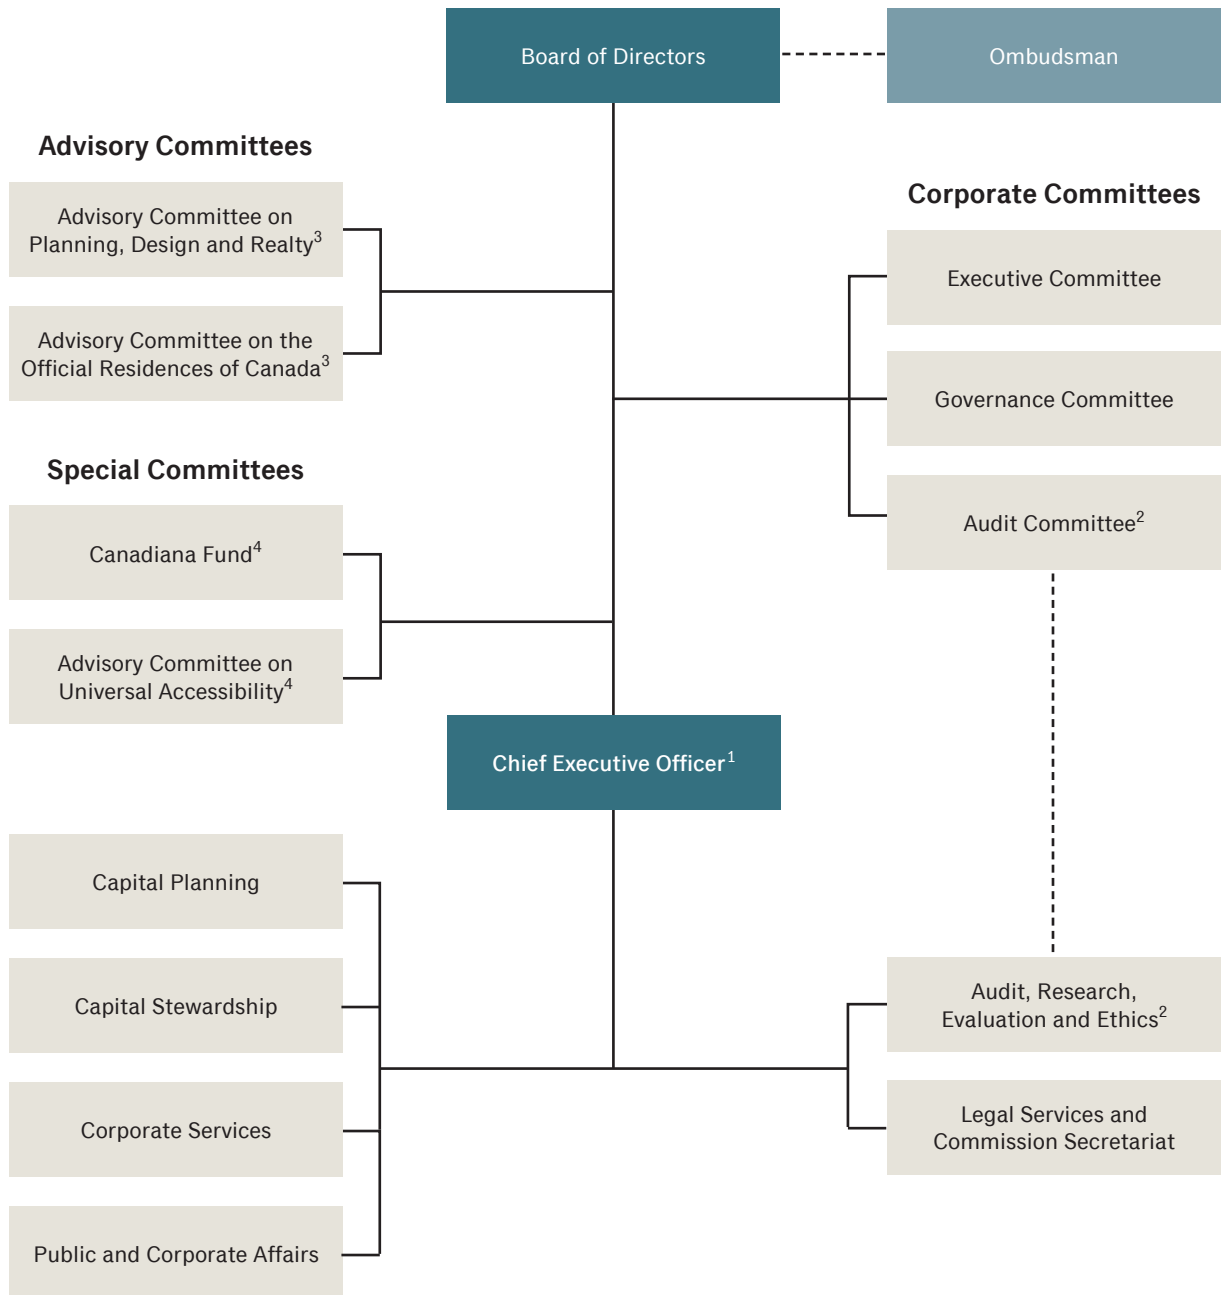 Board of Directors
Ombudsman
Advisory Committees
Advisory Committee on
Planning, Design and Realty³
Advisory Committee on the
Official Residences of Canada³
Corporate Committees
Executive Committee
Governance Committee
Audit Committee²
Special Committees
Canadiana Fund⁴
Advisory Committee on
Universal Accessibility⁴
Chief Executive Officer¹
Capital Planning
Capital Stewardship
Corporate Services
Public and Corporate Affairs
Audit, Research,
Evaluation and Ethics²
Legal Services and
Commission Secretariat